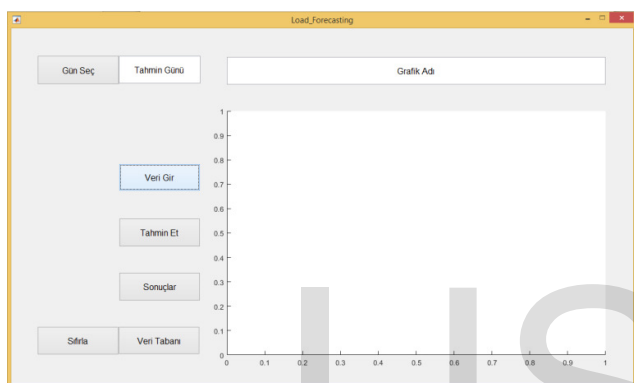 Load_Forecasting
Gün Seç
Tahmin Günü
Grafik Adı
Veri Gir
Tahmin Et
Sonuçlar
Sıfırla
Veri Tabanı
1
0.9
0.8
0.7
0.6
0.5
0.4
0.3
0.2
0.1
0
0 0.1 0.2 0.3 0.4 0.5 0.6 0.7 0.8 0.9 1